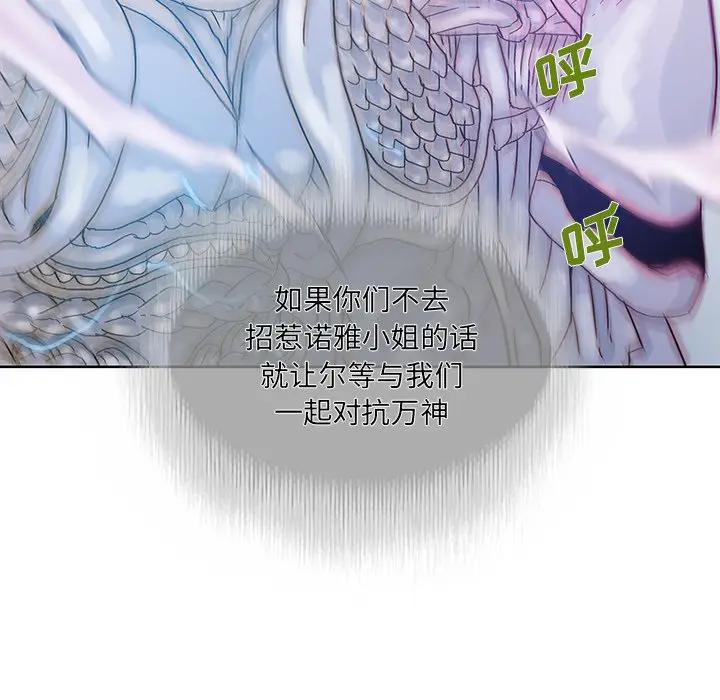 呼
呼
如果你们不去
招惹诺雅小姐的话
就让尔等与我们
一起对抗万神